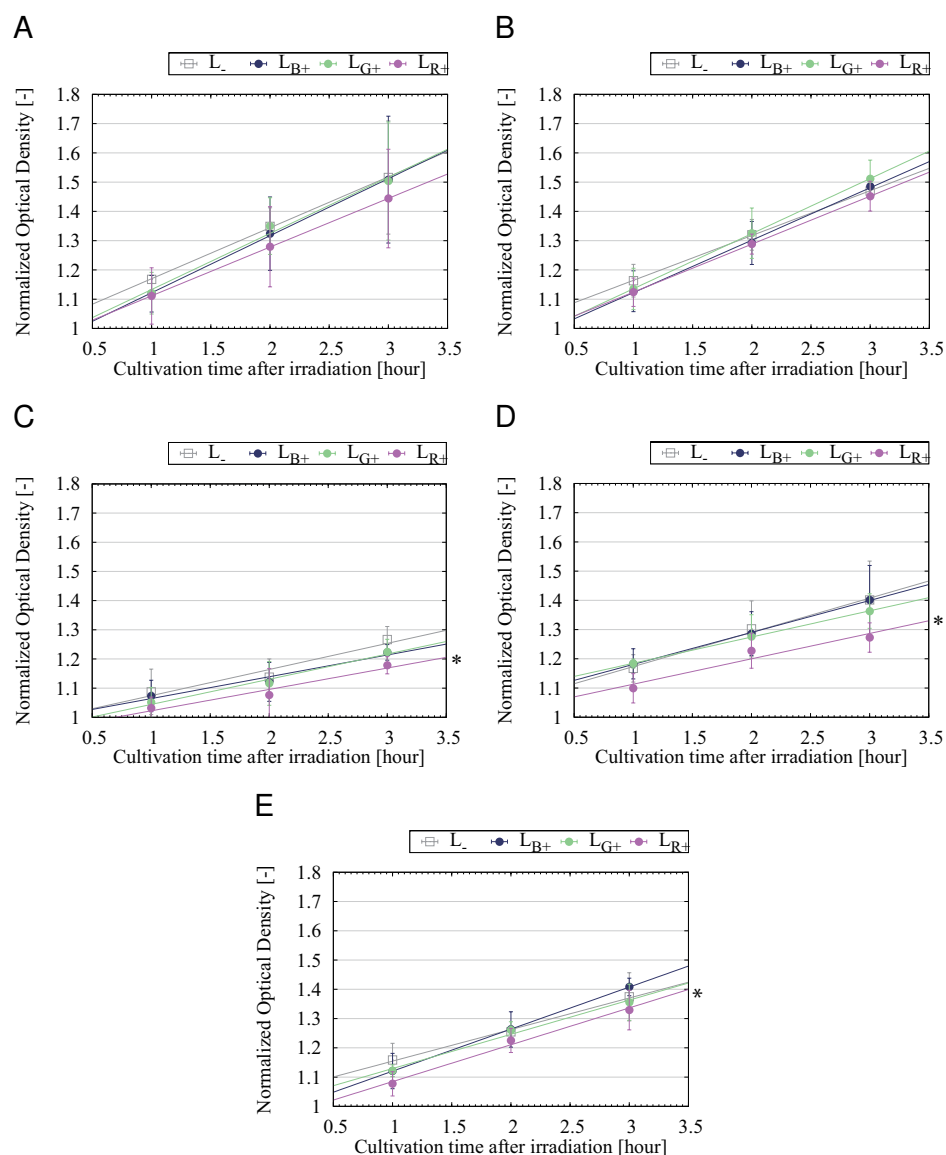 A
B
L- LB+ LG+ LR+
L- LB+ LG+ LR+
Normalized Optical Density [-]
1.8
1.7
1.6
1.5
1.4
1.3
1.2
1.1
1
0.5 1 1.5 2 2.5 3 3.5
Cultivation time after irradiation [hour]
Normalized Optical Density [-]
1.8
1.7
1.6
1.5
1.4
1.3
1.2
1.1
1
0.5 1 1.5 2 2.5 3 3.5
Cultivation time after irradiation [hour]
C
D
L- LB+ LG+ LR+
L- LB+ LG+ LR+
Normalized Optical Density [-]
1.8
1.7
1.6
1.5
1.4
1.3
1.2
1.1
1
*
0.5 1 1.5 2 2.5 3 3.5
Cultivation time after irradiation [hour]
Normalized Optical Density [-]
1.8
1.7
1.6
1.5
1.4
1.3
1.2
1.1
1
*
0.5 1 1.5 2 2.5 3 3.5
Cultivation time after irradiation [hour]
E
L- LB+ LG+ LR+
Normalized Optical Density [-]
1.8
1.7
1.6
1.5
1.4
1.3
1.2
1.1
1
*
0.5 1 1.5 2 2.5 3 3.5
Cultivation time after irradiation [hour]